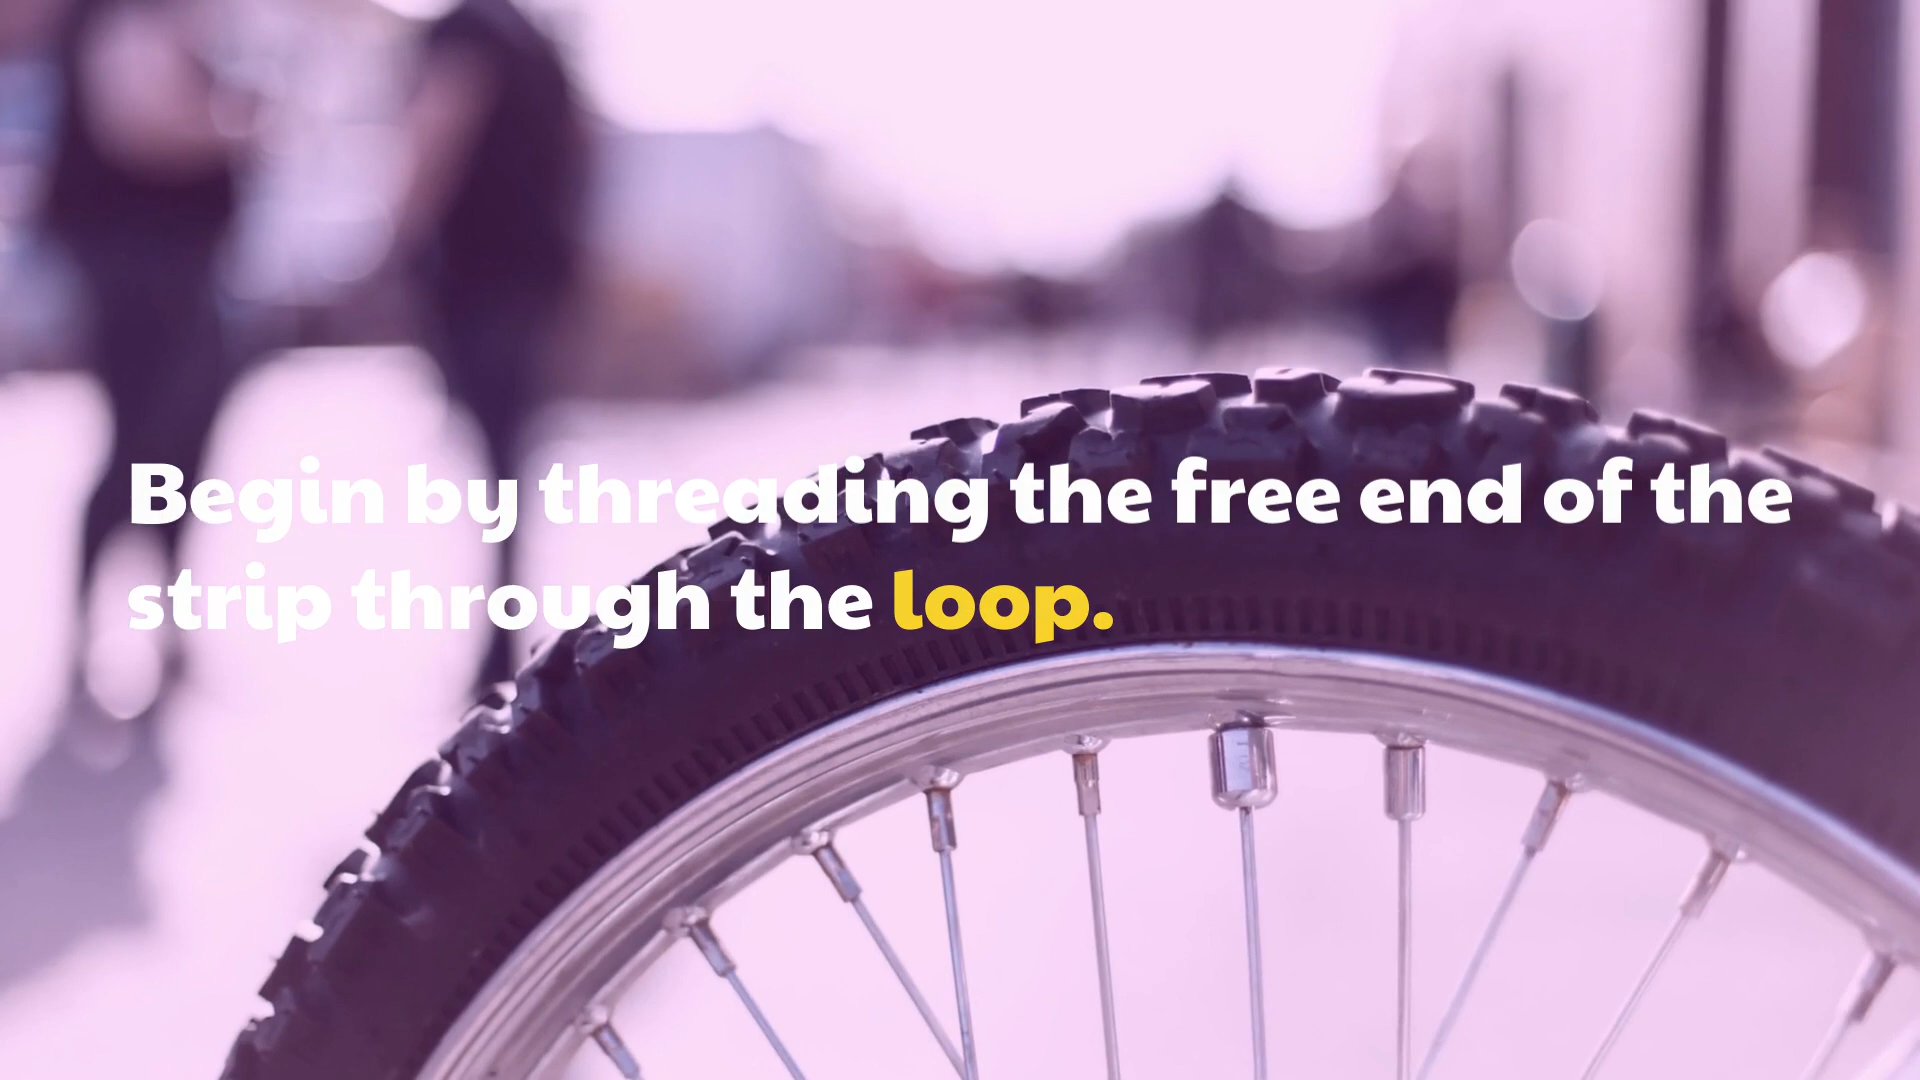 Begin by threading the free end of the
strip through the loop.